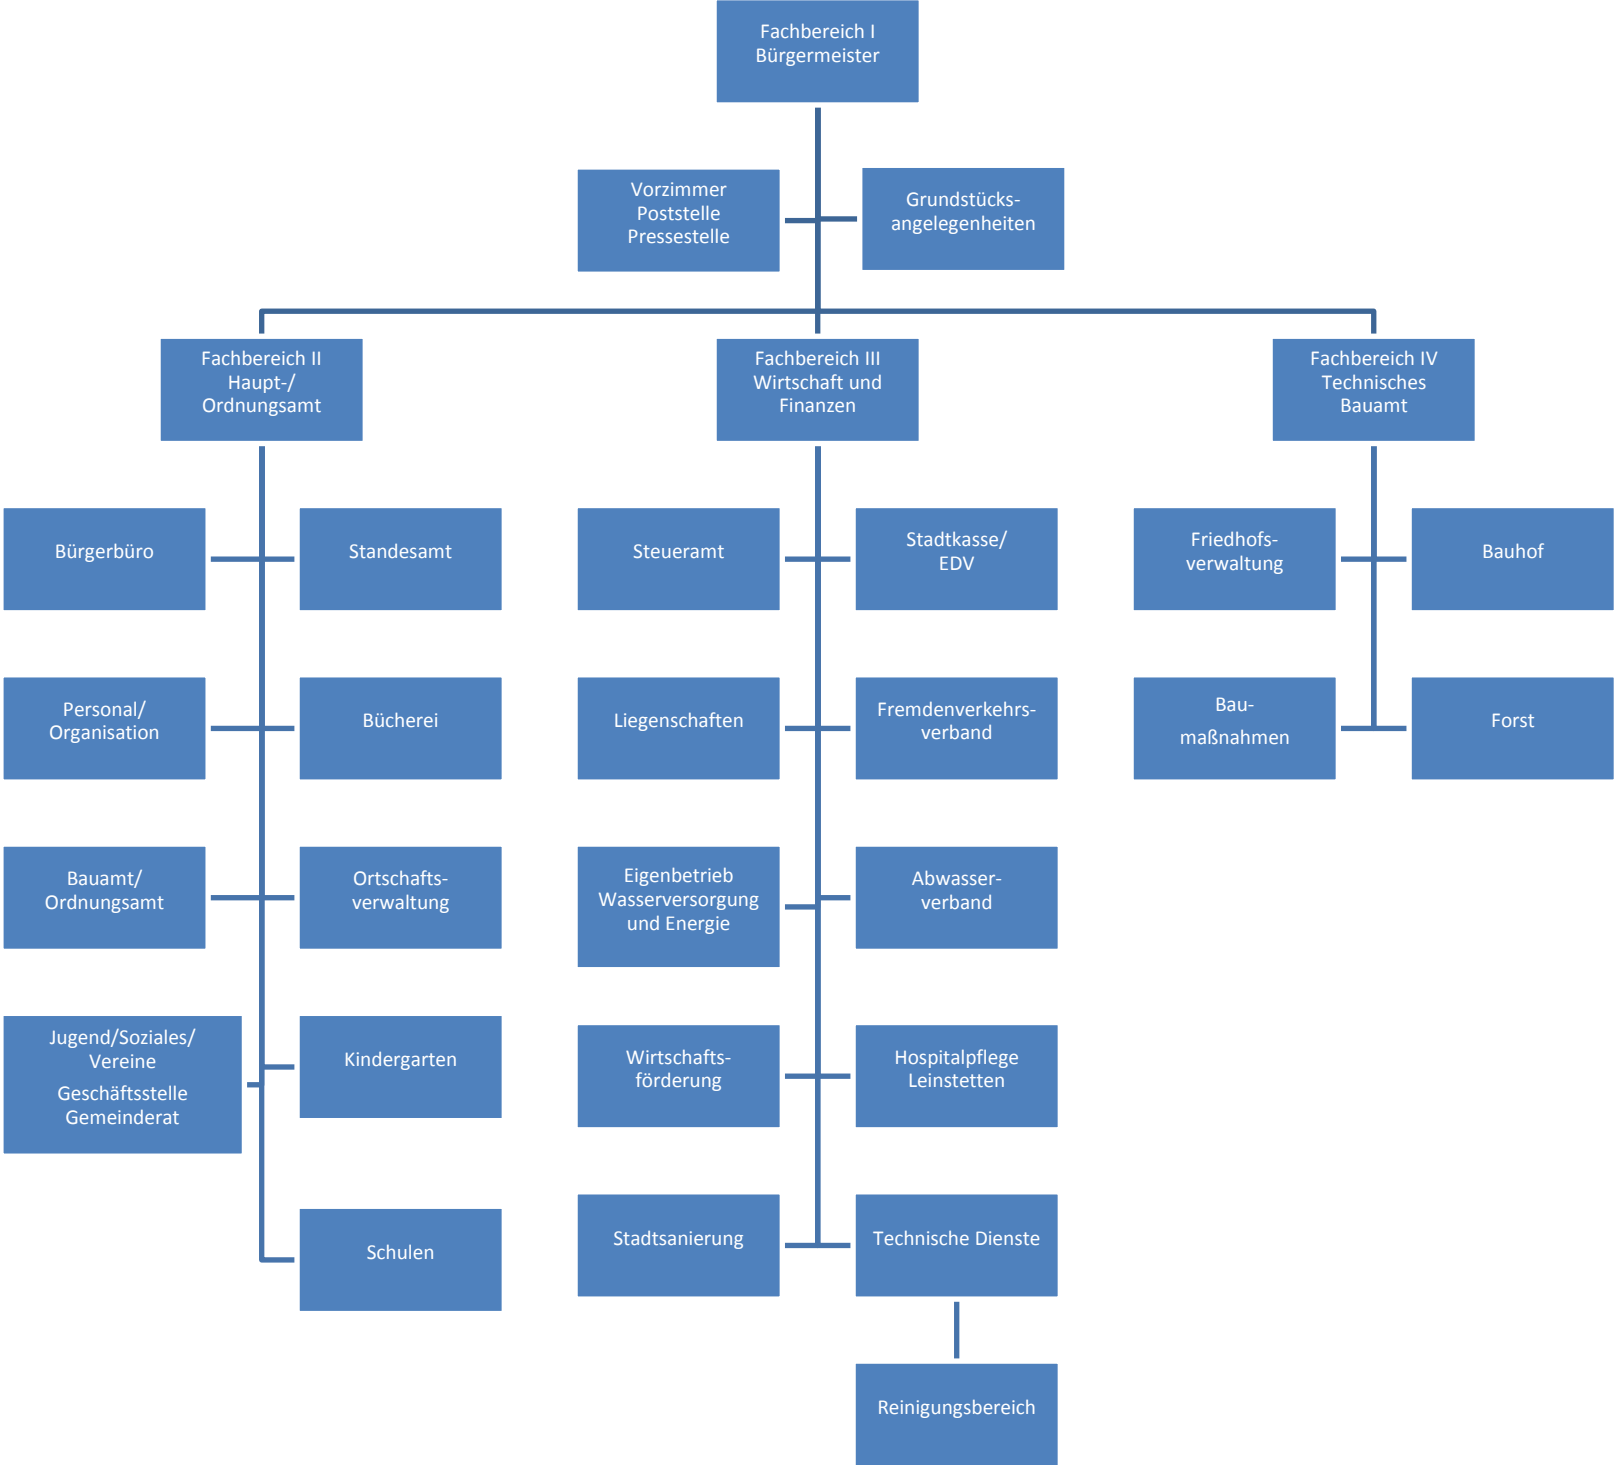 Fachbereich I
Bürgermeister
Vorzimmer
Poststelle
Pressestelle
Grundstücks-
angelegenheiten
Fachbereich II
Haupt-/
Ordnungsamt
Fachbereich III
Wirtschaft und
Finanzen
Fachbereich IV
Technisches
Bauamt
Bürgerbüro
Standesamt
Steueramt
Stadtkasse/
EDV
Friedhofs-
verwaltung
Bauhof
Personal/
Organisation
Bücherei
Liegenschaften
Fremdenverkehrs-
verband
Bau-
maßnahmen
Forst
Bauamt/
Ordnungsamt
Ortschafts-
verwaltung
Eigenbetrieb
Wasserversorgung
und Energie
Abwasser-
verband
Jugend/Soziales/
Vereine
Geschäftsstelle
Gemeinderat
Kindergarten
Wirtschafts-
förderung
Hospitalpflege
Leinstetten
Schulen
Stadtsanierung
Technische Dienste
Reinigungsbereich